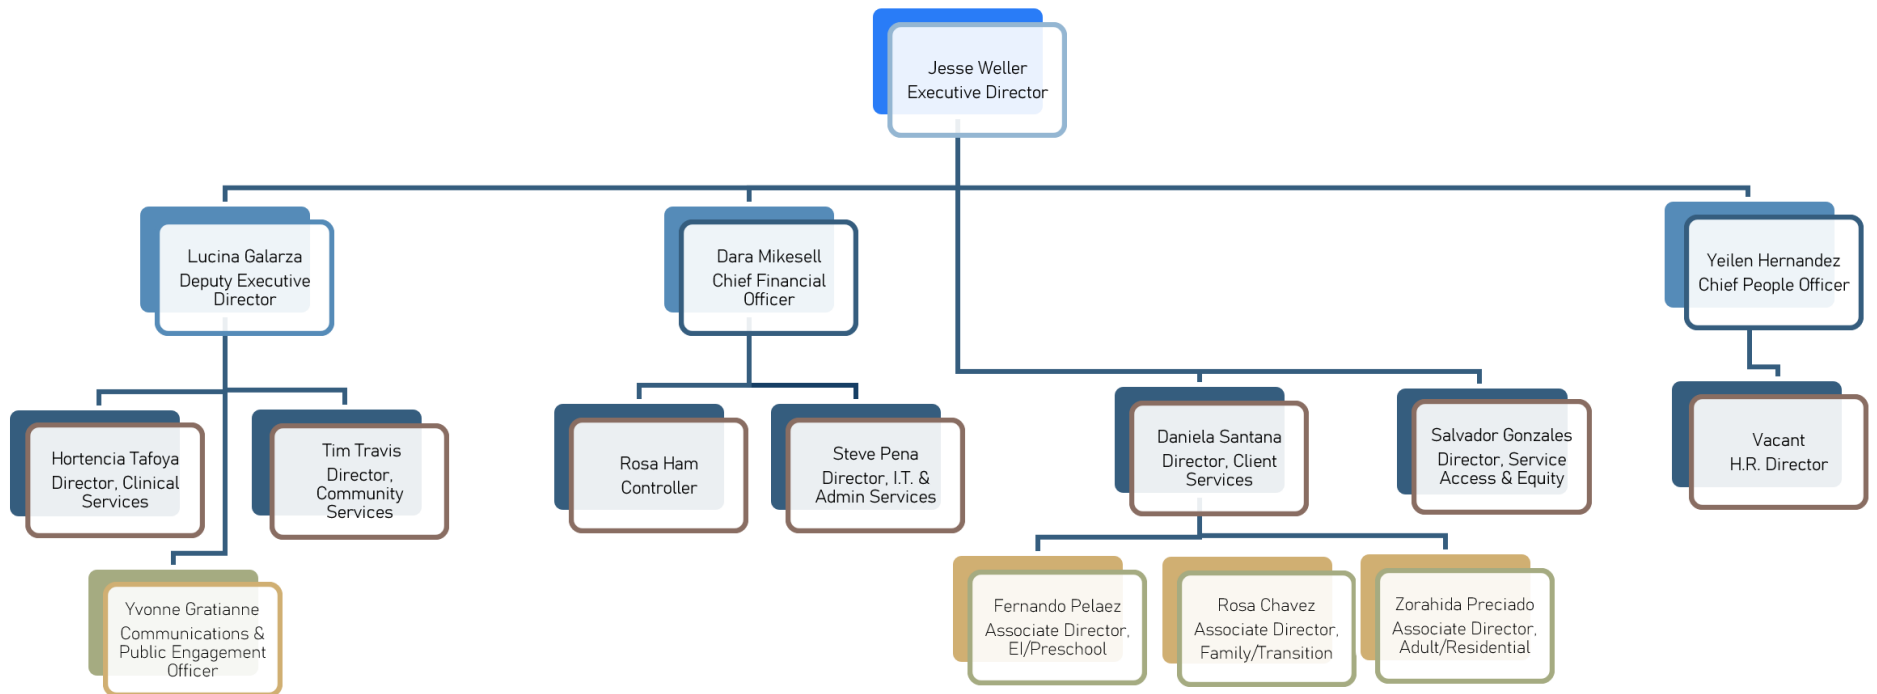 Jesse Weller
Executive Director
Lucina Galarza
Deputy Executive
Director
Dara Mikesell
Chief Financial
Officer
Yeilen Hernandez
Chief People Officer
Hortencia Tafoya
Director, Clinical
Services
Tim Travis
Director,
Community
Services
Rosa Ham
Controller
Steve Pena
Director, I.T. &
Admin Services
Daniela Santana
Director, Client
Services
Salvador Gonzales
Director, Service
Access & Equity
Vacant
H.R. Director
Yvonne Gratianne
Communications &
Public Engagement
Officer
Fernando Pelaez
Associate Director,
EI/Preschool
Rosa Chavez
Associate Director,
Family/Transition
Zorahida Preciado
Associate Director,
Adult/Residential